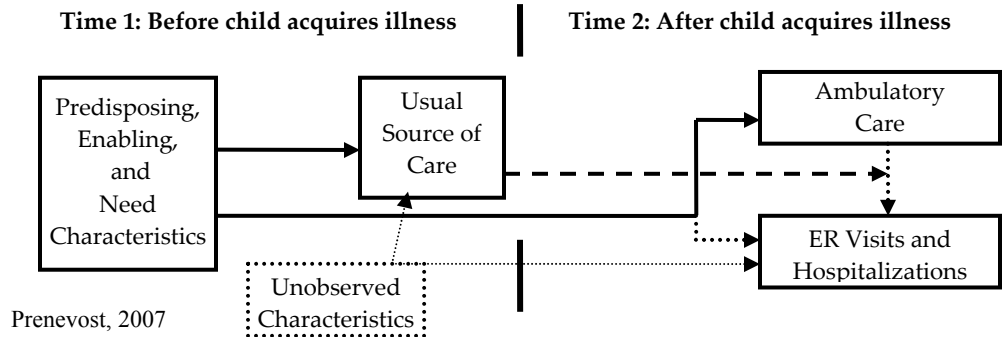 Time 1: Before child acquires illness
Time 2: After child acquires illness
Predisposing,
Enabling,
and
Need
Characteristics
Usual
Source of
Care
Ambulatory
Care
ER Visits and
Hospitalizations
Unobserved
Characteristics
Prenevost, 2007